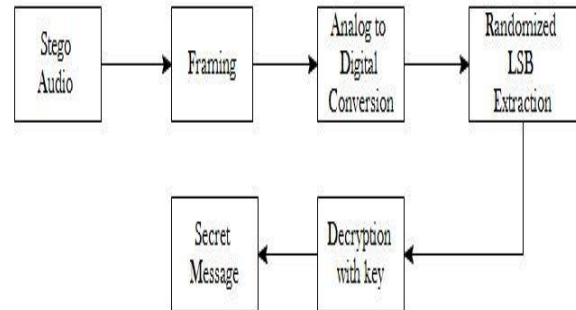 Stego
Audio
Framing
Analog to
Digital
Conversion
Randomized
LSB
Extraction
Decryption
with key
Secret
Message